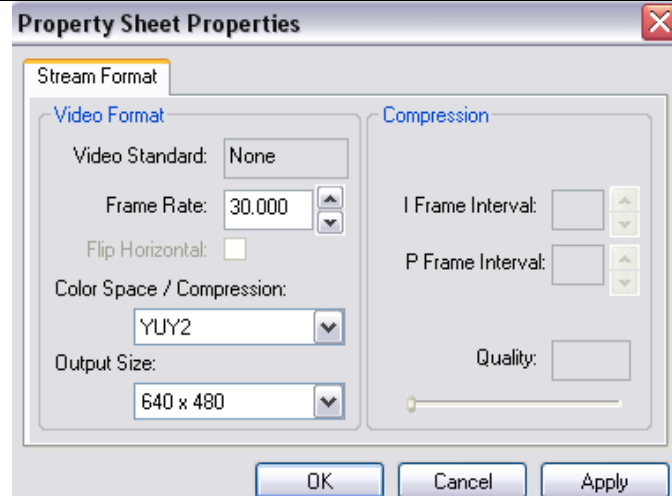 Property Sheet Properties
Stream Format
Video Format
Video Standard: None
Frame Rate: 30.000
Flip Horizontal:
Color Space / Compression:
YUY2
Output Size:
640 x 480
Compression
I Frame Interval:
P Frame Interval:
Quality:
OK Cancel Apply